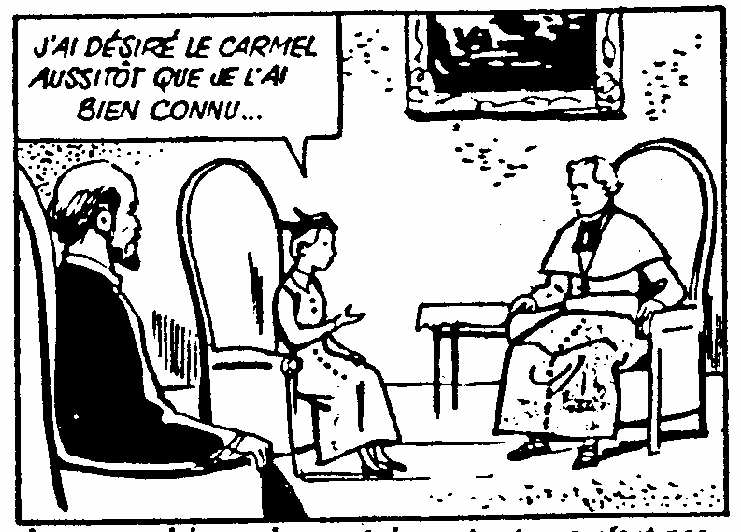 J'AI DÉSIRÉ LE CARMEL
AUSSITÔT QUE JE L'AI
BIEN CONNU...